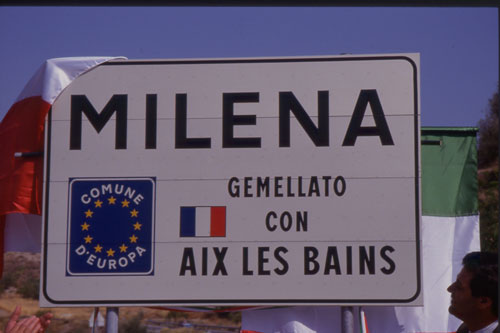 MILENA
COMUNE
D'EUROPA
GEMELLATO
CON
AIX LES BAINS